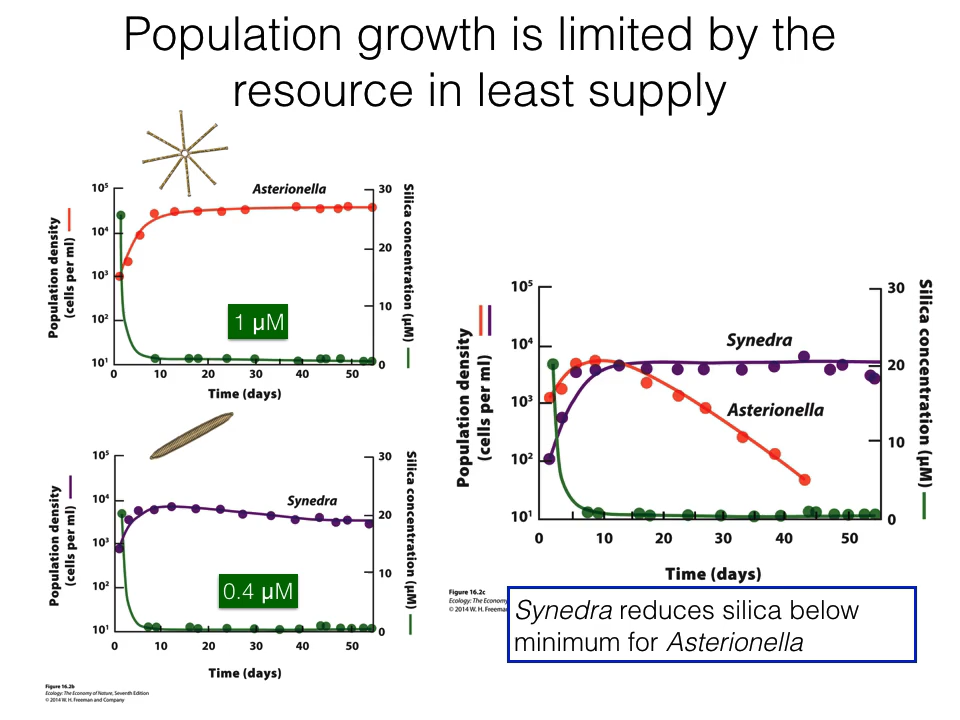 Population growth is limited by the
resource in least supply
Asterionella
Population density
(cells per ml)
10⁵
10⁴
10³
10²
10¹
30
20
10
0
Silica concentration (µM)
1 µM
0 10 20 30 40 50
Time (days)
Synedra
Population density
(cells per ml)
10⁵
10⁴
10³
10²
10¹
30
20
10
0
Silica concentration (µM)
0.4 µM
0 10 20 30 40 50
Time (days)
Figure 16.2b
Ecology: The Economy of Nature, Seventh Edition
© 2014 W. H. Freeman and Company
Population density
(cells per ml)
10⁵
10⁴
10³
10²
10¹
Synedra
Asterionella
30
20
10
0
Silica concentration (µM)
0 10 20 30 40 50
Time (days)
Figure 16.2c
Ecology: The Economy
© 2014 W. H. Freeman
Synedra reduces silica below
minimum for Asterionella